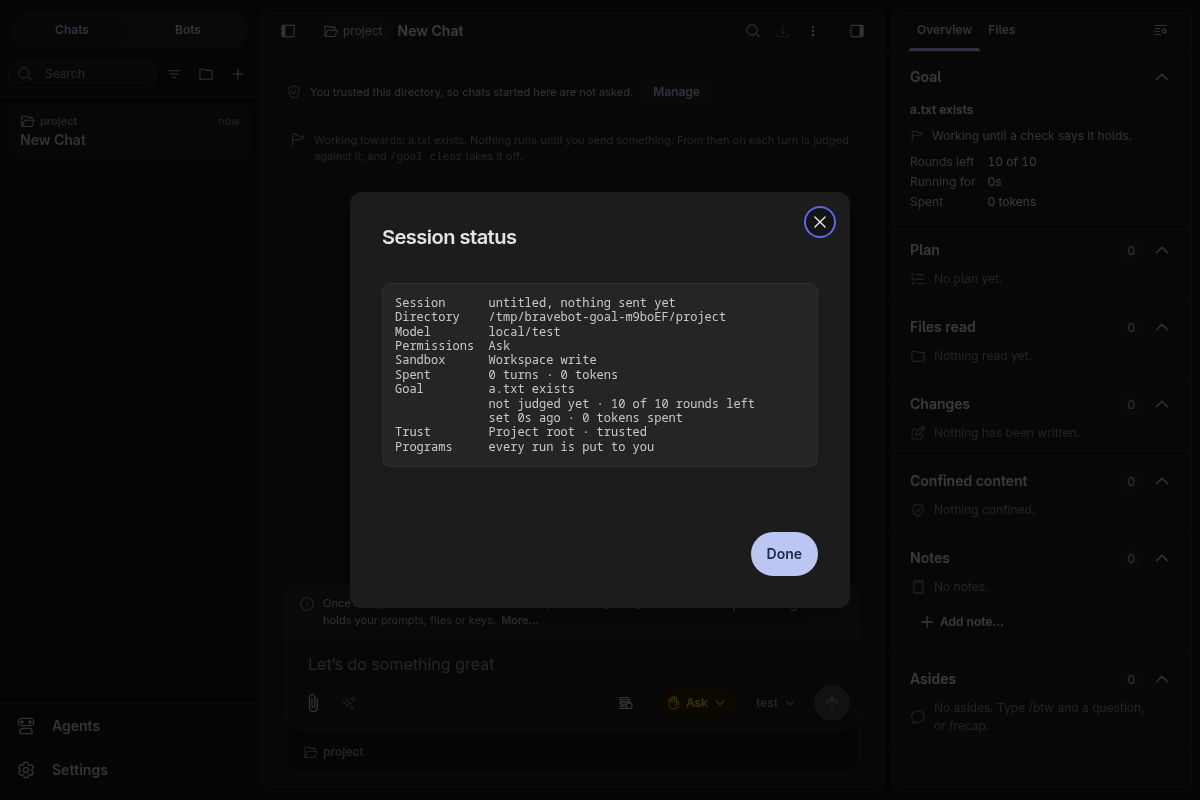 Chats
Bots
Search
project
now
New Chat
Agents
Settings
project New Chat
You trusted this directory, so chats started here are not asked. Manage
Working towards: a.txt exists. Nothing runs until you send something. From then on each turn is judged
against it, and /goal clear takes it off.
Session status
Session untitled, nothing sent yet
Directory /tmp/bravebot-goal-m9boEF/project
Model local/test
Permissions Ask
Sandbox Workspace write
Spent 0 turns · 0 tokens
Goal a.txt exists
not judged yet · 10 of 10 rounds left
set 0s ago · 0 tokens spent
Trust Project root · trusted
Programs every run is put to you
Done
Once
holds your prompts, files or keys. More...
Let's do something great
Ask
test
project
Overview
Files
Goal
a.txt exists
Working until a check says it holds.
Rounds left 10 of 10
Running for 0s
Spent 0 tokens
Plan 0
No plan yet.
Files read 0
Nothing read yet.
Changes 0
Nothing has been written.
Confined content 0
Nothing confined.
Notes 0
No notes.
Add note...
Asides 0
No asides. Type /btw and a question,
or /recap.